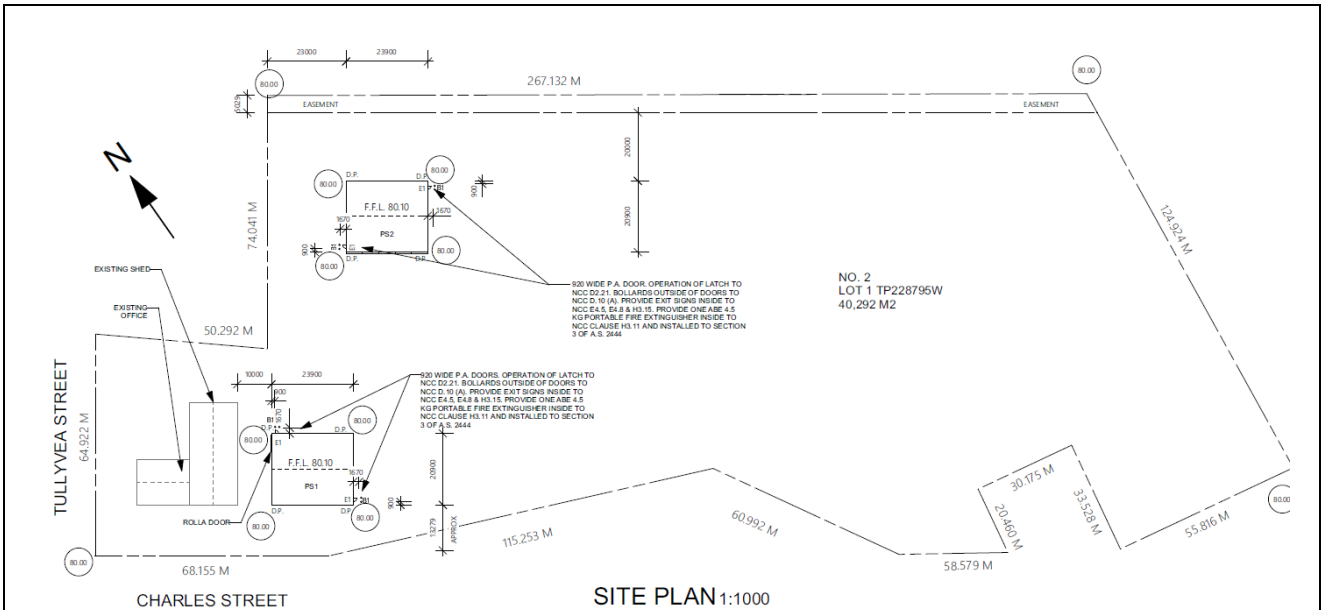 23000
23900
267.132 M
80.00
80.00
5029
EASEMENT
EASEMENT
N
20000
D.P.
D.P.
80.00
80.00
E1
B1
900
F.F.L. 80.10
1670
1670
20900
74.041 M
124.924 M
PS2
B1
E1
900
D.P.
D.P.
80.00
80.00
EXISTING SHED
EXISTING
OFFICE
NO. 2
LOT 1 TP228795W
40,292 M2
920 WIDE P.A. DOOR. OPERATION OF LATCH TO
NCC D2.21. BOLLARDS OUTSIDE OF DOORS TO
NCC D.10 (A). PROVIDE EXIT SIGNS INSIDE TO
NCC E4.5, E4.8 & H3.15. PROVIDE ONE ABE 4.5
KG PORTABLE FIRE EXTINGUISHER INSIDE TO
NCC CLAUSE H3.11 AND INSTALLED TO SECTION
3 OF A.S. 2444
50.292 M
10000
23900
900
920 WIDE P.A. DOORS. OPERATION OF LATCH TO
NCC D2.21. BOLLARDS OUTSIDE OF DOORS TO
NCC D.10 (A). PROVIDE EXIT SIGNS INSIDE TO
NCC E4.5, E4.8 & H3.15. PROVIDE ONE ABE 4.5
KG PORTABLE FIRE EXTINGUISHER INSIDE TO
NCC CLAUSE H3.11 AND INSTALLED TO SECTION
3 OF A.S. 2444
TULLYVEA STREET
64.922 M
B1
1670
D.P.
D.P.
80.00
80.00
E1
F.F.L. 80.10
1670
20900
PS1
E1
B1
900
ROLLA DOOR
D.P.
D.P.
80.00
80.00
13279
APPROX
115.253 M
60.992 M
30.175 M
20.460 M
33.528 M
55.816 M
80.00
58.579 M
80.00
68.155 M
CHARLES STREET
SITE PLAN 1:1000